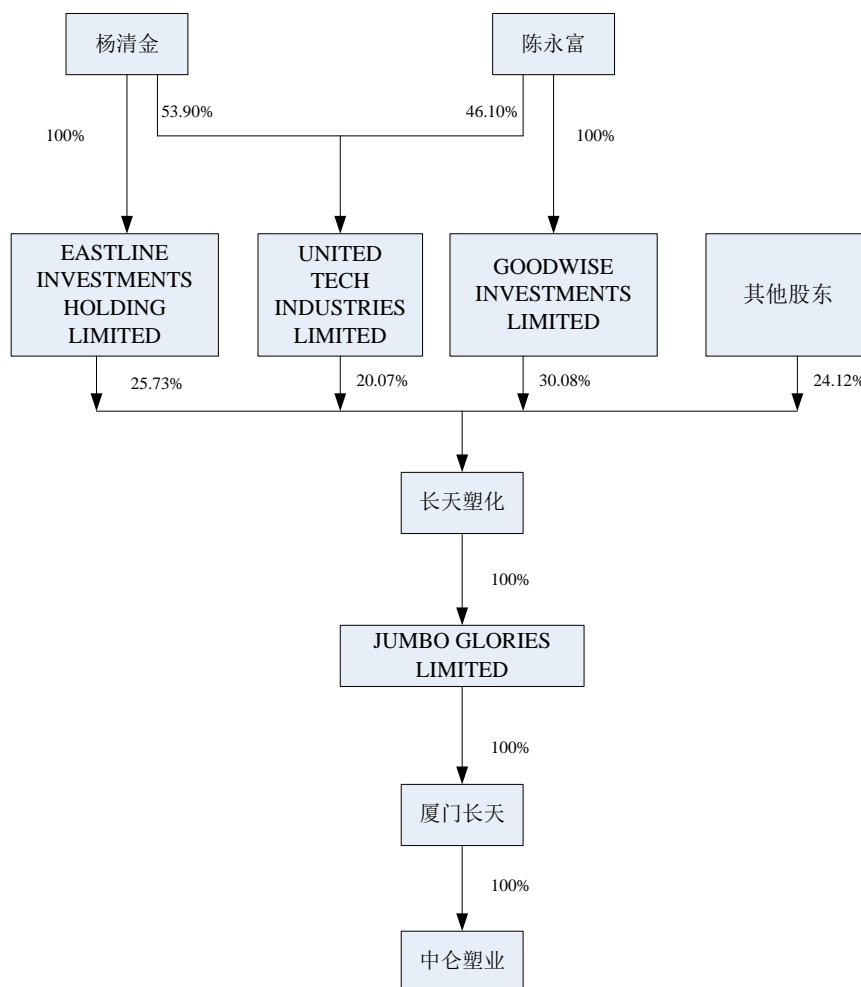 杨清金
陈永富
53.90%
46.10%
100%
100%
EASTLINE
INVESTMENTS
HOLDING
LIMITED
UNITED
TECH
INDUSTRIES
LIMITED
GOODWISE
INVESTMENTS
LIMITED
其他股东
25.73%
20.07%
30.08%
24.12%
长天塑化
100%
JUMBO GLORIES
LIMITED
100%
厦门长天
100%
中仑塑业